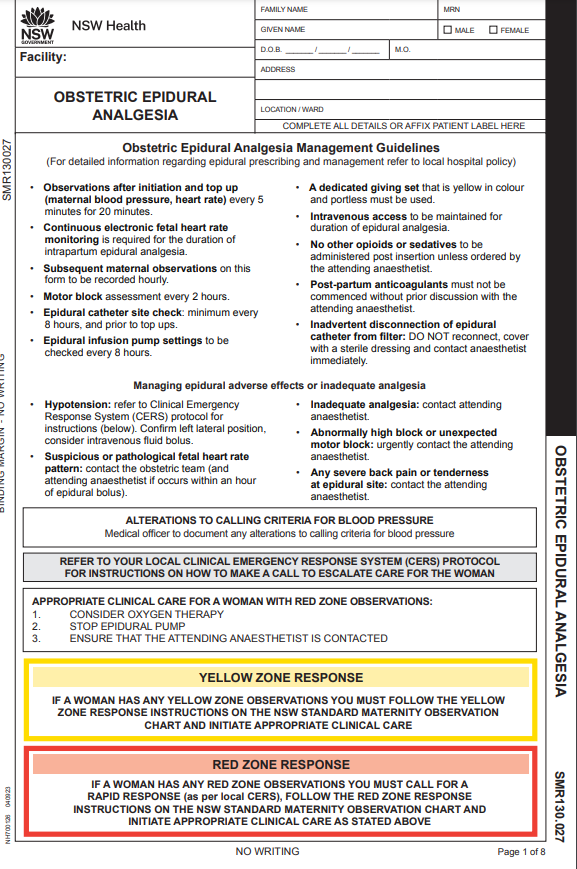 NSW GOVERNMENT
NSW Health
Facility:
OBSTETRIC EPIDURAL
ANALGESIA
FAMILY NAME
MRN
GIVEN NAME
MALE
FEMALE
D.O.B. ______ / ______ / ______
M.O.
ADDRESS
LOCATION / WARD
COMPLETE ALL DETAILS OR AFFIX PATIENT LABEL HERE
Obstetric Epidural Analgesia Management Guidelines
(For detailed information regarding epidural prescribing and management refer to local hospital policy)
• Observations after initiation and top up
(maternal blood pressure, heart rate) every 5
minutes for 20 minutes.
• Continuous electronic fetal heart rate
monitoring is required for the duration of
intrapartum epidural analgesia.
• Subsequent maternal observations on this
form to be recorded hourly.
• Motor block assessment every 2 hours.
• Epidural catheter site check: minimum every
8 hours, and prior to top ups.
• Epidural infusion pump settings to be
checked every 8 hours.
• A dedicated giving set that is yellow in colour
and portless must be used.
• Intravenous access to be maintained for
duration of epidural analgesia.
• No other opioids or sedatives to be
administered post insertion unless ordered by
the attending anaesthetist.
• Post-partum anticoagulants must not be
commenced without prior discussion with the
attending anaesthetist.
• Inadvertent disconnection of epidural
catheter from filter: DO NOT reconnect, cover
with a sterile dressing and contact anaesthetist
immediately.
Managing epidural adverse effects or inadequate analgesia
• Hypotension: refer to Clinical Emergency
Response System (CERS) protocol for
instructions (below). Confirm left lateral position,
consider intravenous fluid bolus.
• Suspicious or pathological fetal heart rate
pattern: contact the obstetric team (and
attending anaesthetist if occurs within an hour
of epidural bolus).
• Inadequate analgesia: contact attending
anaesthetist.
• Abnormally high block or unexpected
motor block: urgently contact the attending
anaesthetist.
• Any severe back pain or tenderness
at epidural site: contact the attending
anaesthetist.
ALTERATIONS TO CALLING CRITERIA FOR BLOOD PRESSURE
Medical officer to document any alterations to calling criteria for blood pressure
REFER TO YOUR LOCAL CLINICAL EMERGENCY RESPONSE SYSTEM (CERS) PROTOCOL
FOR INSTRUCTIONS ON HOW TO MAKE A CALL TO ESCALATE CARE FOR THE WOMAN
APPROPRIATE CLINICAL CARE FOR A WOMAN WITH RED ZONE OBSERVATIONS:
1. CONSIDER OXYGEN THERAPY
2. STOP EPIDURAL PUMP
3. ENSURE THAT THE ATTENDING ANAESTHETIST IS CONTACTED
YELLOW ZONE RESPONSE
IF A WOMAN HAS ANY YELLOW ZONE OBSERVATIONS YOU MUST FOLLOW THE YELLOW
ZONE RESPONSE INSTRUCTIONS ON THE NSW STANDARD MATERNITY OBSERVATION
CHART AND INITIATE APPROPRIATE CLINICAL CARE
RED ZONE RESPONSE
IF A WOMAN HAS ANY RED ZONE OBSERVATIONS YOU MUST CALL FOR A
RAPID RESPONSE (as per local CERS), FOLLOW THE RED ZONE RESPONSE
INSTRUCTIONS ON THE NSW STANDARD MATERNITY OBSERVATION CHART AND
INITIATE APPROPRIATE CLINICAL CARE AS STATED ABOVE
NO WRITING
Page 1 of 8
SMR130027
BINDING MARGIN - NO WRITING
NH700126 040923
OBSTETRIC EPIDURAL ANALGESIA
SMR130.027